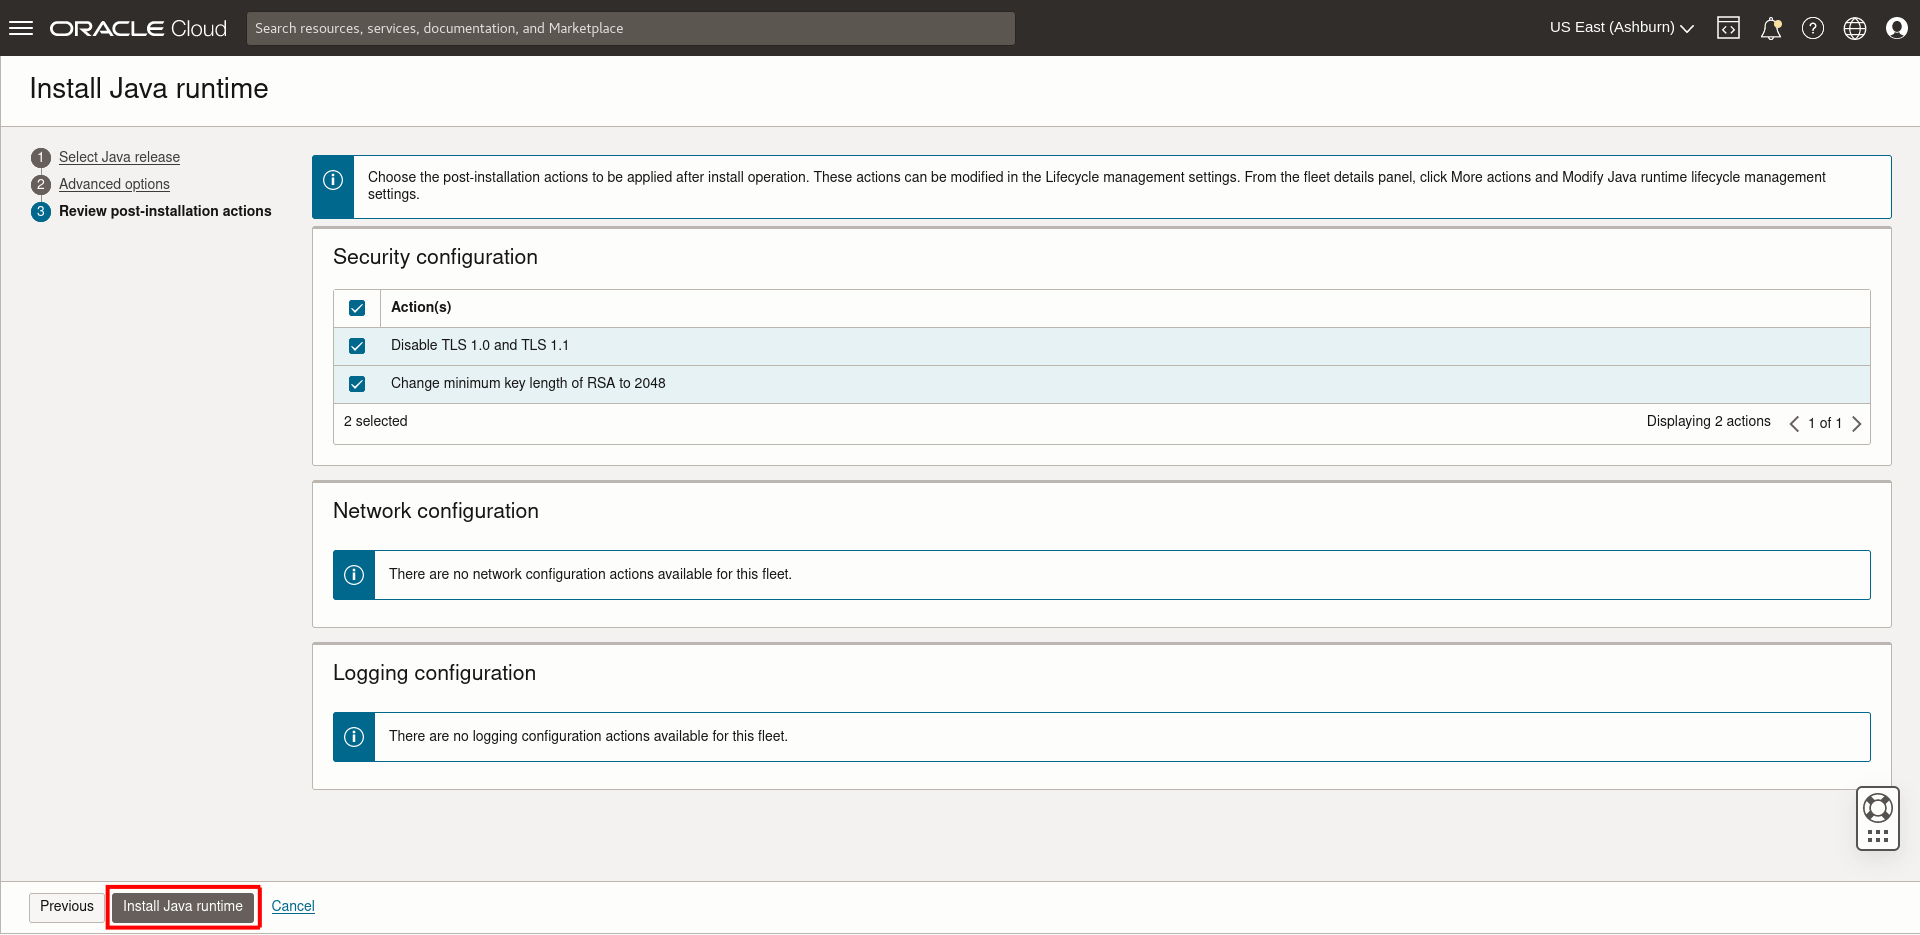 ORACLE Cloud
Search resources, services, documentation, and Marketplace
US East (Ashburn)
Install Java runtime
1 Select Java release
2 Advanced options
3 Review post-installation actions
Choose the post-installation actions to be applied after install operation. These actions can be modified in the Lifecycle management settings. From the fleet details panel, click More actions and Modify Java runtime lifecycle management
settings.
Security configuration
Action(s)
Disable TLS 1.0 and TLS 1.1
Change minimum key length of RSA to 2048
2 selected
Displaying 2 actions
1 of 1
Network configuration
There are no network configuration actions available for this fleet.
Logging configuration
There are no logging configuration actions available for this fleet.
Previous
Install Java runtime
Cancel